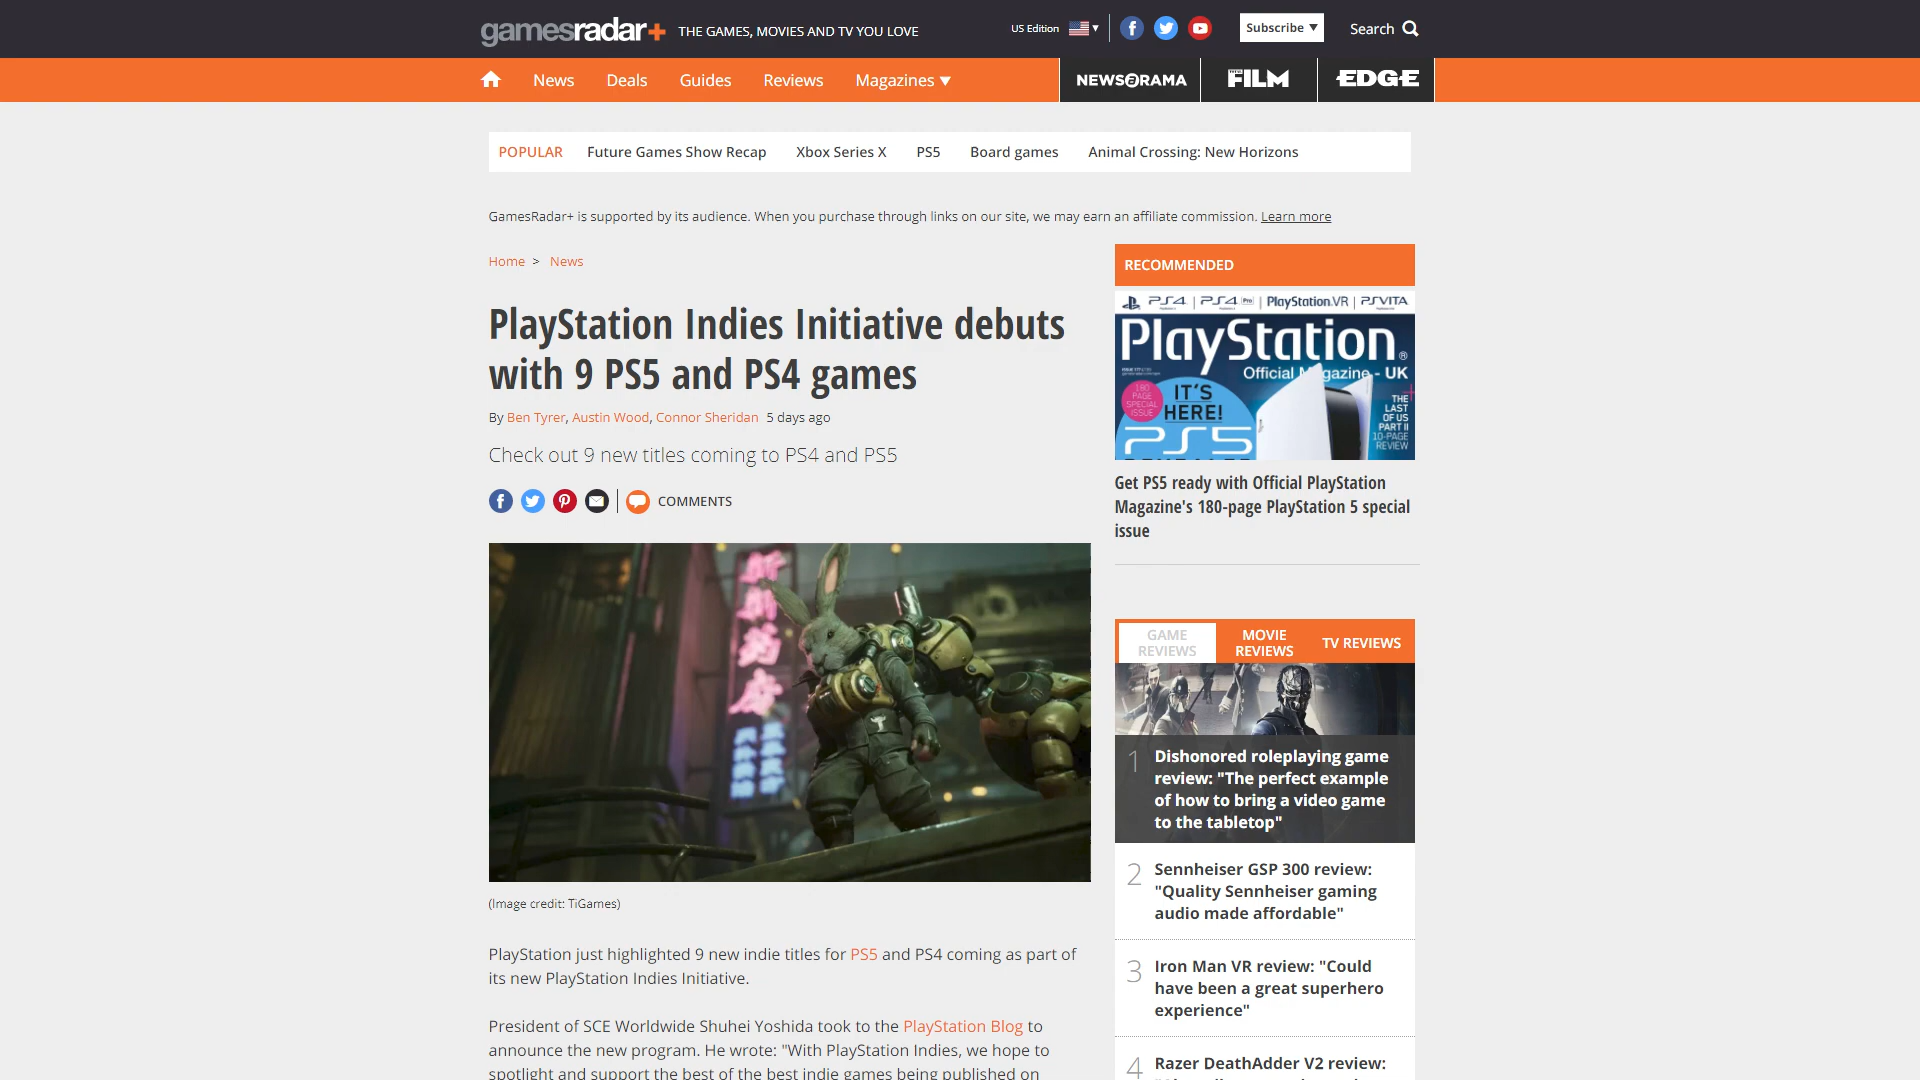 gamesradar+ THE GAMES, MOVIES AND TV YOU LOVE
US Edition
Subscribe ▼
Search
News Deals Guides Reviews Magazines ▼
NEWSARAMA
FILM
EDGE
POPULAR Future Games Show Recap Xbox Series X PS5 Board games Animal Crossing: New Horizons
GamesRadar+ is supported by its audience. When you purchase through links on our site, we may earn an affiliate commission. Learn more
Home > News
PlayStation Indies Initiative debuts
with 9 PS5 and PS4 games
By Ben Tyrer, Austin Wood, Connor Sheridan 5 days ago
Check out 9 new titles coming to PS4 and PS5
COMMENTS
(Image credit: TiGames)
PlayStation just highlighted 9 new indie titles for PS5 and PS4 coming as part of
its new PlayStation Indies Initiative.
President of SCE Worldwide Shuhei Yoshida took to the PlayStation Blog to
announce the new program. He wrote: "With PlayStation Indies, we hope to
spotlight and support the best of the best indie games being published on
RECOMMENDED
PS4 | PS4 Pro | PlayStation.VR | PSVITA
PlayStation®
Official Magazine - UK
180
PAGE
SPECIAL
ISSUE
IT'S
HERE!
PS5
THE
LAST
OF US
PART II
10-PAGE
REVIEW
Get PS5 ready with Official PlayStation
Magazine's 180-page PlayStation 5 special
issue
GAME
REVIEWS
MOVIE
REVIEWS
TV REVIEWS
1 Dishonored roleplaying game
review: "The perfect example
of how to bring a video game
to the tabletop"
2 Sennheiser GSP 300 review:
"Quality Sennheiser gaming
audio made affordable"
3 Iron Man VR review: "Could
have been a great superhero
experience"
4 Razer DeathAdder V2 review: